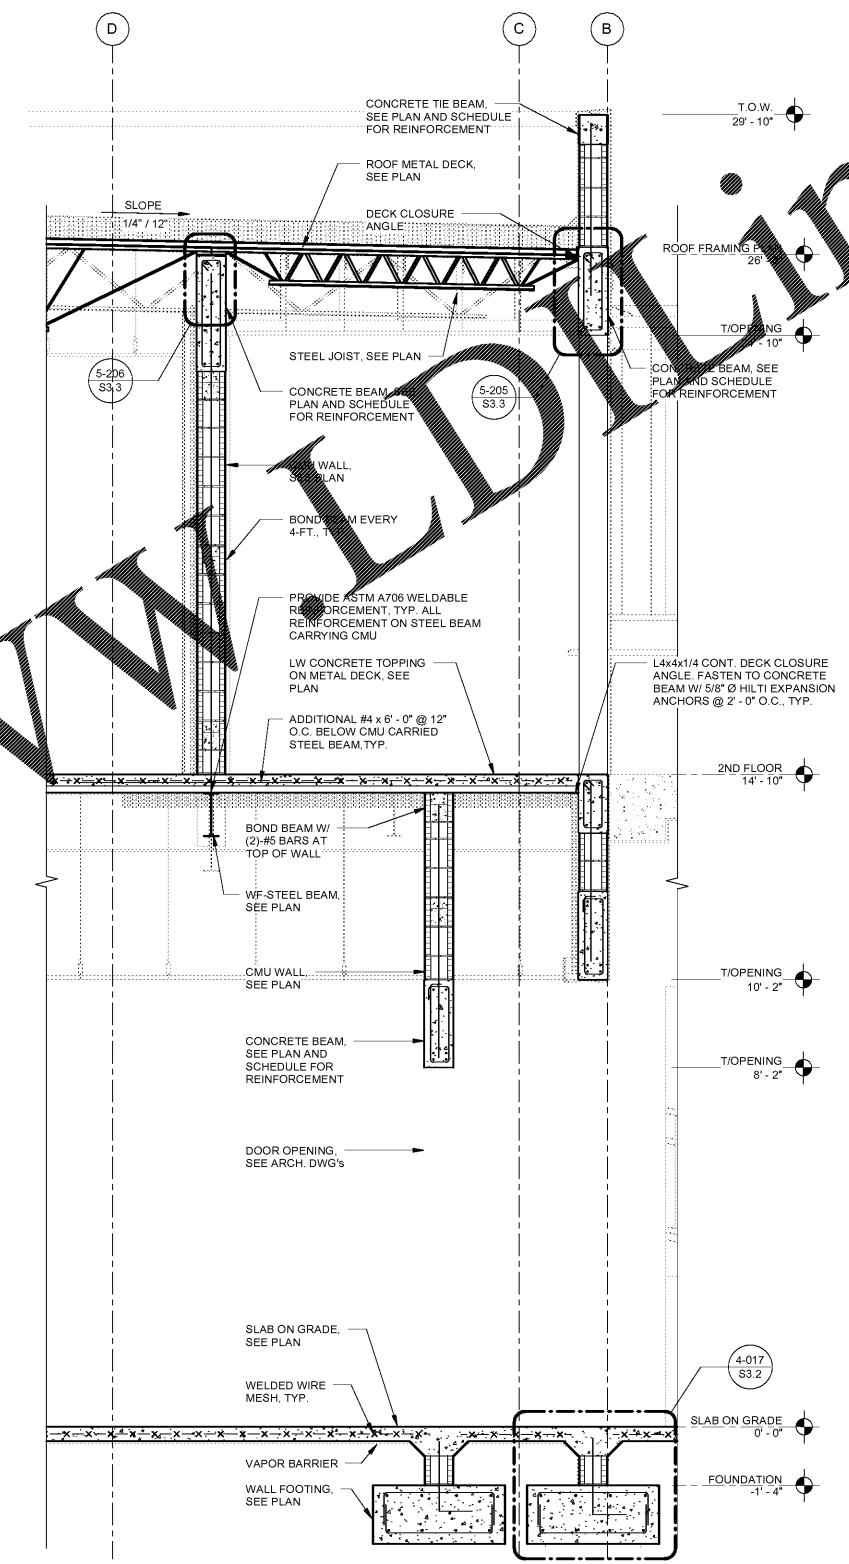 D
C
B
CONCRETE TIE BEAM,
SEE PLAN AND SCHEDULE
FOR REINFORCEMENT
T.O.W.
29' - 10"
ROOF METAL DECK,
SEE PLAN
SLOPE
1/4" / 12"
DECK CLOSURE
ANGLE
ROOF FRAMING
26' -
T/OPENING
- 10"
STEEL JOIST, SEE PLAN
5-206
S3.3
5-205
S3.3
CONCRETE BEAM, SEE
PLAN AND SCHEDULE
FOR REINFORCEMENT
CONCRETE BEAM, SEE
PLAN AND SCHEDULE
FOR REINFORCEMENT
CMU WALL,
SEE PLAN
BOND BEAM EVERY
4-FT., TYP.
PROVIDE ASTM A706 WELDABLE
REINFORCEMENT, TYP. ALL
REINFORCEMENT ON STEEL BEAM
CARRYING CMU
LW CONCRETE TOPPING
ON METAL DECK, SEE
PLAN
L4x4x1/4 CONT. DECK CLOSURE
ANGLE. FASTEN TO CONCRETE
BEAM W/ 5/8" Ø HILTI EXPANSION
ANCHORS @ 2' - 0" O.C., TYP.
ADDITIONAL #4 x 6' - 0" @ 12"
O.C. BELOW CMU CARRIED
STEEL BEAM,TYP.
2ND FLOOR
14' - 10"
BOND BEAM W/
(2)-#5 BARS AT
TOP OF WALL
WF-STEEL BEAM,
SEE PLAN
CMU WALL,
SEE PLAN
T/OPENING
10' - 2"
CONCRETE BEAM,
SEE PLAN AND
SCHEDULE FOR
REINFORCEMENT
T/OPENING
8' - 2"
DOOR OPENING,
SEE ARCH. DWG's
SLAB ON GRADE,
SEE PLAN
4-017
S3.2
WELDED WIRE
MESH, TYP.
SLAB ON GRADE
0' - 0"
VAPOR BARRIER
FOUNDATION
-1' - 4"
WALL FOOTING,
SEE PLAN
W.LDILin